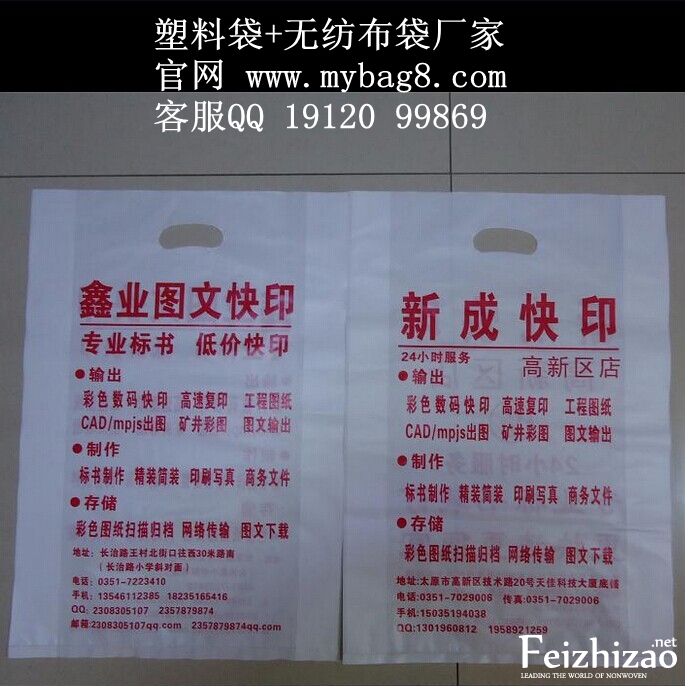 塑料袋+无纺布袋厂家
官网 www.mybag8.com
客服QQ 19120 99869
鑫业图文快印
专业标书 低价快印
●输出
彩色数码快印 高速复印 工程图纸
CAD/mpjs出图 矿井彩图 图文输出
●制作
标书制作 精装简装 印刷写真 商务文件
●存储
彩色图纸扫描归档 网络传输 图文下载
地址：长治路王村北街口往西30米路南
（长治路小学斜对面）
电话：0351-7223410
手机：13546112385 18235165416
QQ：2308305107 2357879874
邮箱:2308305107qq.com 2357879874qq.com
新成快印
24小时服务
高新区店
●输出
彩色数码快印 高速复印 工程图纸
CAD/mpjs出图 矿井彩图 图文输出
●制作
标书制作 精装简装 印刷写真 商务文件
●存储
彩色图纸扫描归档 网络传输 图文下载
地址:太原市高新区技术路20号天佳科技大厦底铺
电话:0351-7029006 传真:0351-7029006
手机:15035194038
QQ:1301960812 1958921259
Feizhizao.net
LEADING THE WORLD OF NONWOVEN